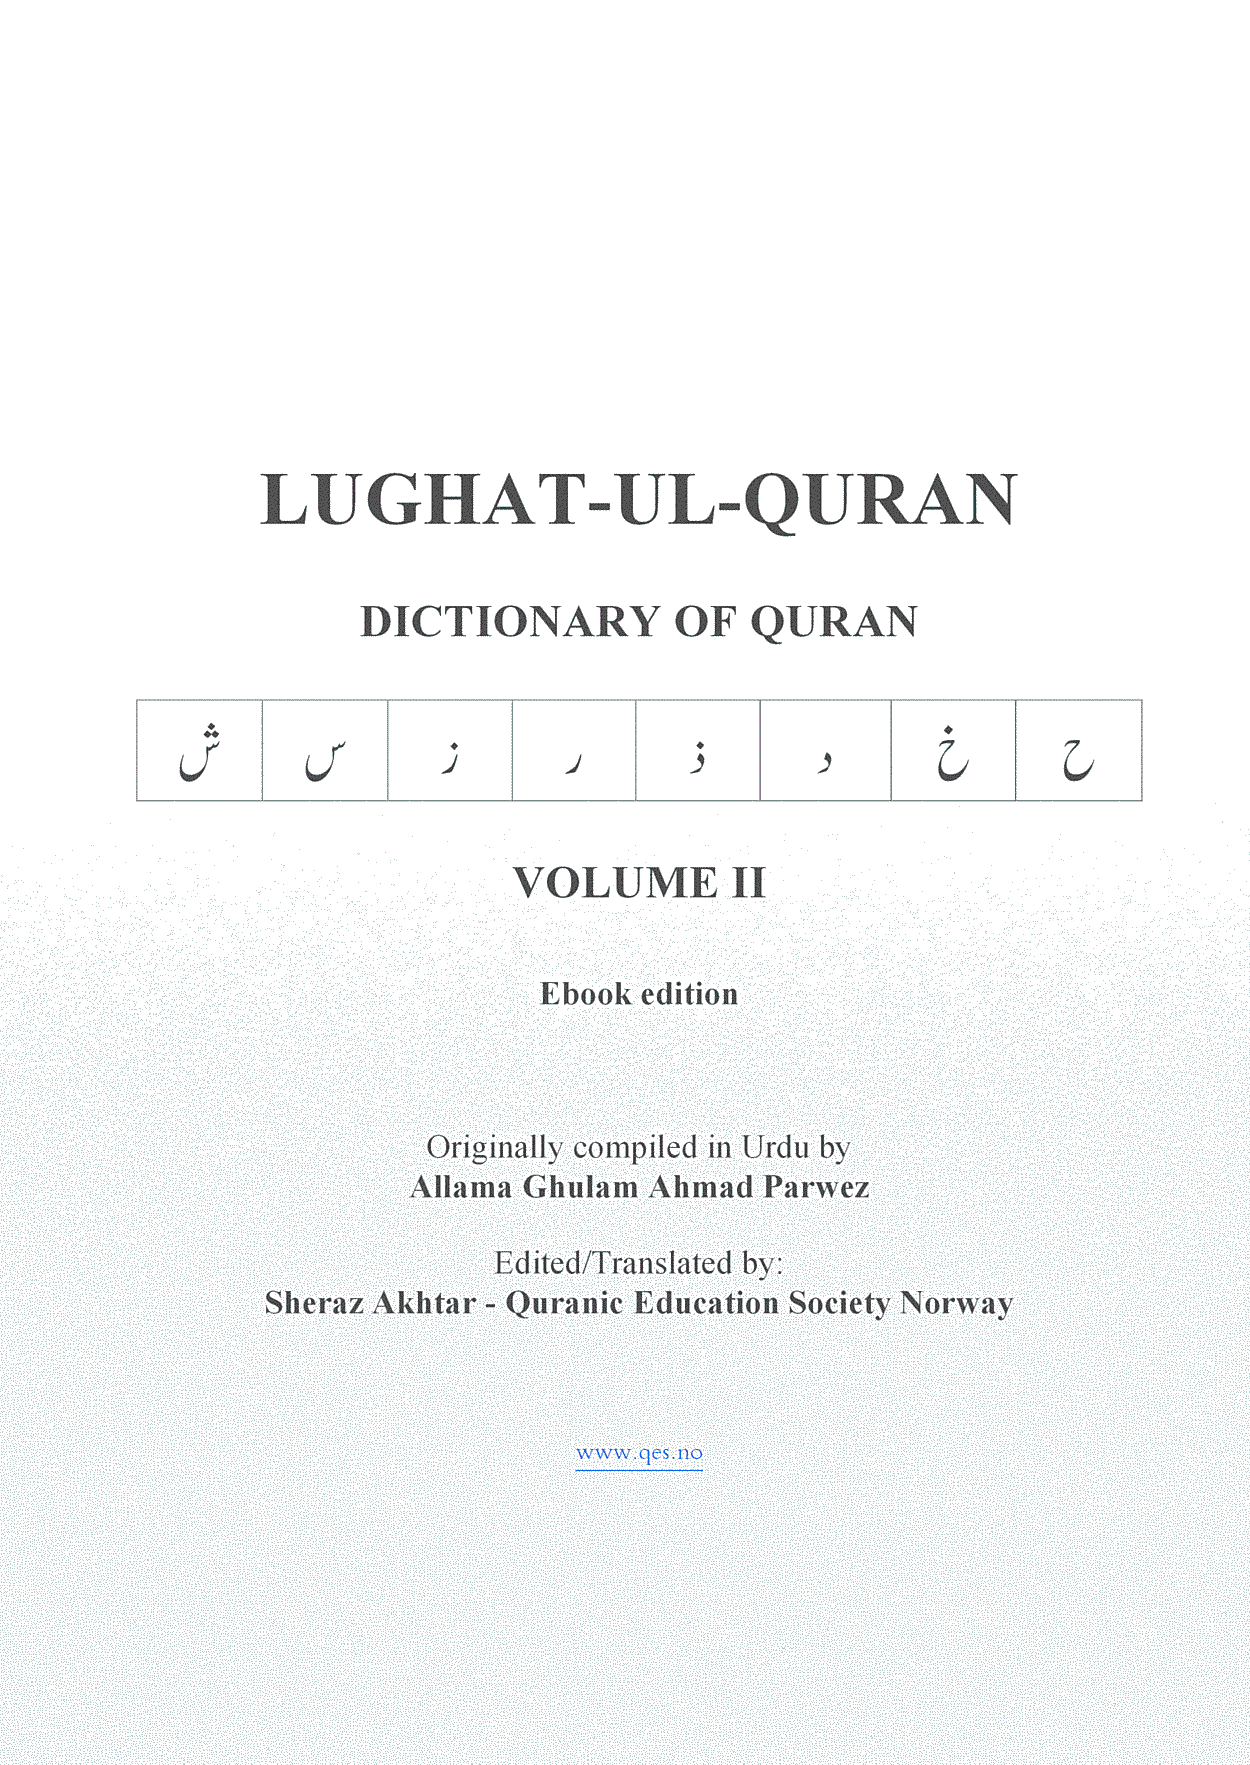 LUGHAT-UL-QURAN
DICTIONARY OF QURAN
ح خ د ذ ر ز س ش
VOLUME II
Ebook edition
Originally compiled in Urdu by
Allama Ghulam Ahmad Parwez
Edited/Translated by:
Sheraz Akhtar - Quranic Education Society Norway
www.qes.no